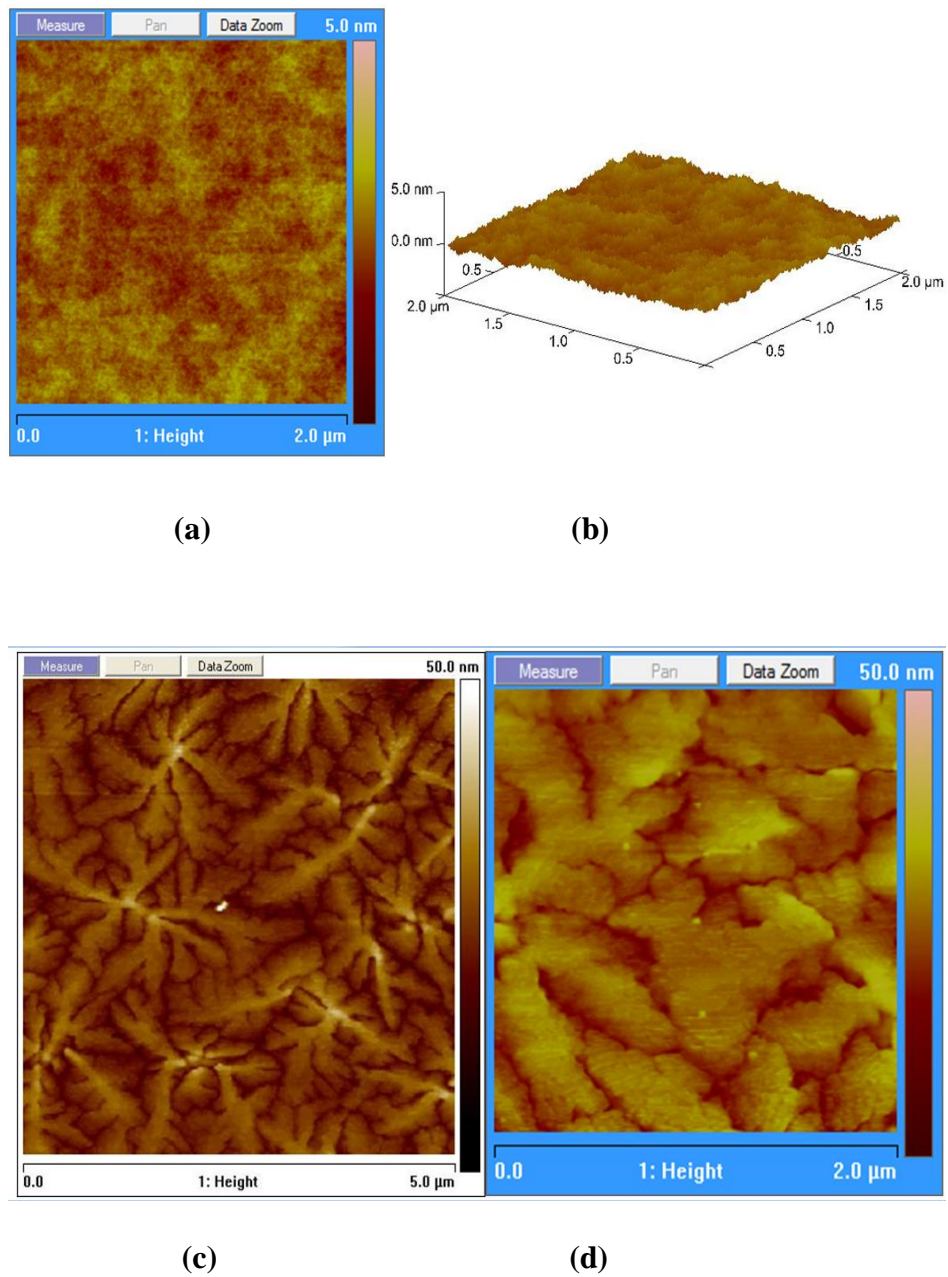 Measure Pan Data Zoom 5.0 nm
0.0 1: Height 2.0 µm
5.0 nm
0.0 nm
0.5
2.0 µm
1.5
1.0
0.5
0.5
1.0
1.5
2.0 µm
0.5
(a) (b)
Measure Pan Data Zoom 50.0 nm
0.0 1: Height 5.0 µm
Measure Pan Data Zoom 50.0 nm
0.0 1: Height 2.0 µm
(c) (d)